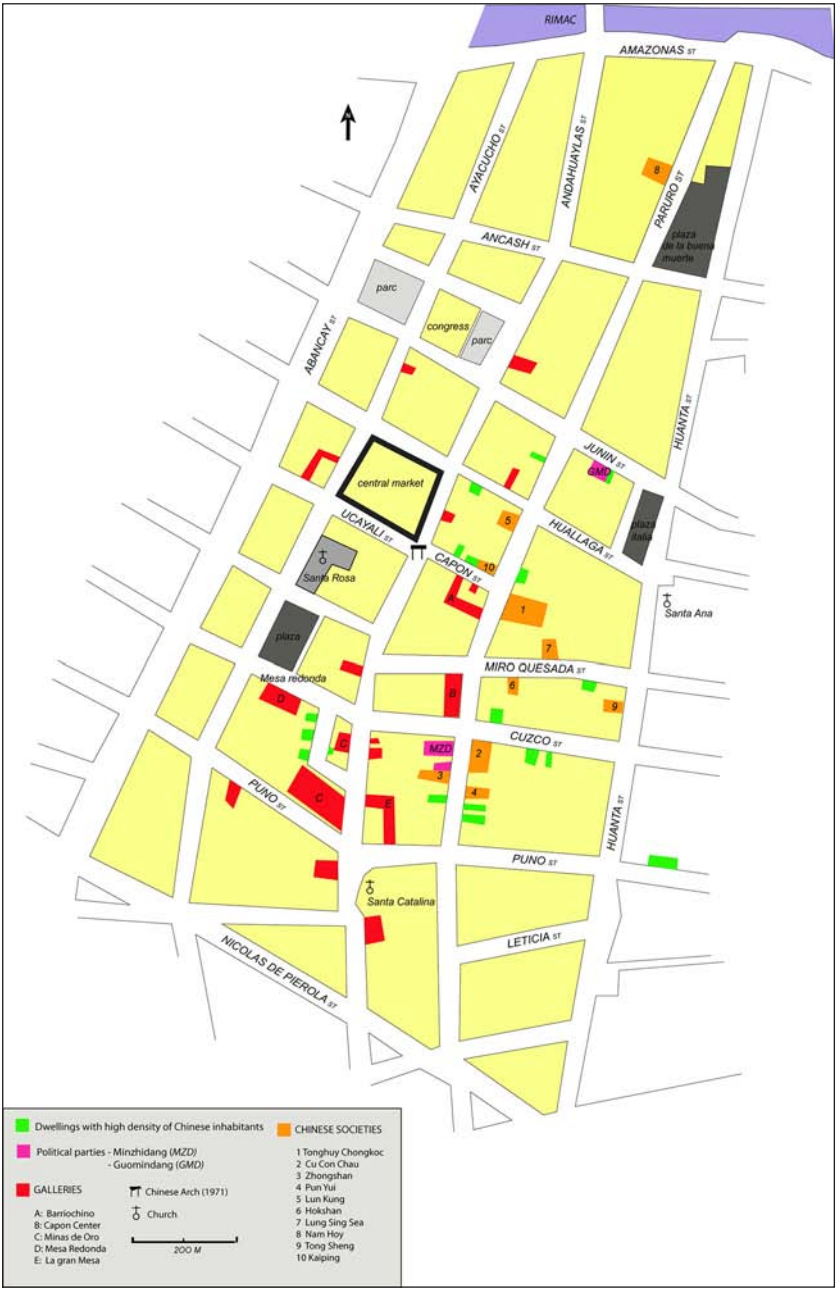 RIMAC
AMAZONAS ST
AYACUCHO ST
ANDAHUAYLAS ST
8
PARURO ST
plaza
de la buena
muerte
ANCASH ST
parc
congress
parc
ABANCAY ST
HUANTA ST
JUNIN ST
GMD
central market
UCAYALI ST
5
HUALLAGA ST
plaza
italia
CAPON ST
10
Santa Rosa
A
1
Santa Ana
plaza
7
MIRO QUESADA ST
Mesa redonda
D
B
6
9
CUZCO ST
C
MZD
2
3
4
C
E
PUNO ST
HUANTA ST
PUNO ST
Santa Catalina
LETICIA ST
NICOLAS DE PIEROLA ST
N
Dwellings with high density of Chinese inhabitants
Political parties - Minzhidang (MZD)
- Guomindang (GMD)
GALLERIES
A: Barriochino
B: Capon Center
C: Minas de Oro
D: Mesa Redonda
E: La gran Mesa
Chinese Arch (1971)
Church
200 M
CHINESE SOCIETIES
1 Tonghuy Chongkoc
2 Cu Con Chau
3 Zhongshan
4 Pun Yui
5 Lun Kung
6 Hokshan
7 Lung Sing Sea
8 Nam Hoy
9 Tong Sheng
10 Kaiping